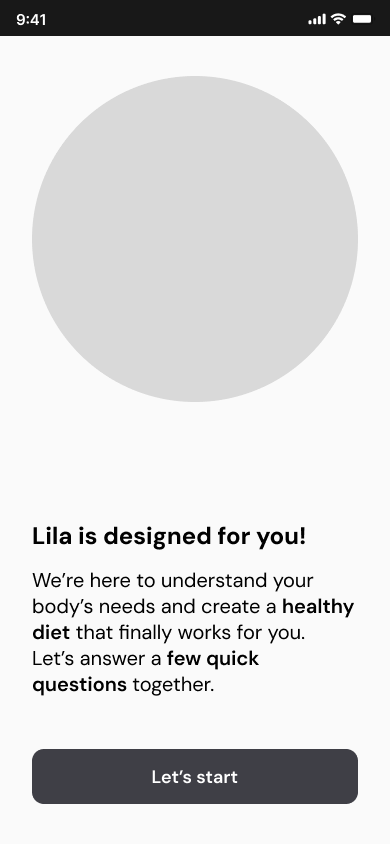 9:41
Lila is designed for you!
We’re here to understand your
body’s needs and create a healthy
diet that finally works for you.
Let’s answer a few quick
questions together.
Let’s start